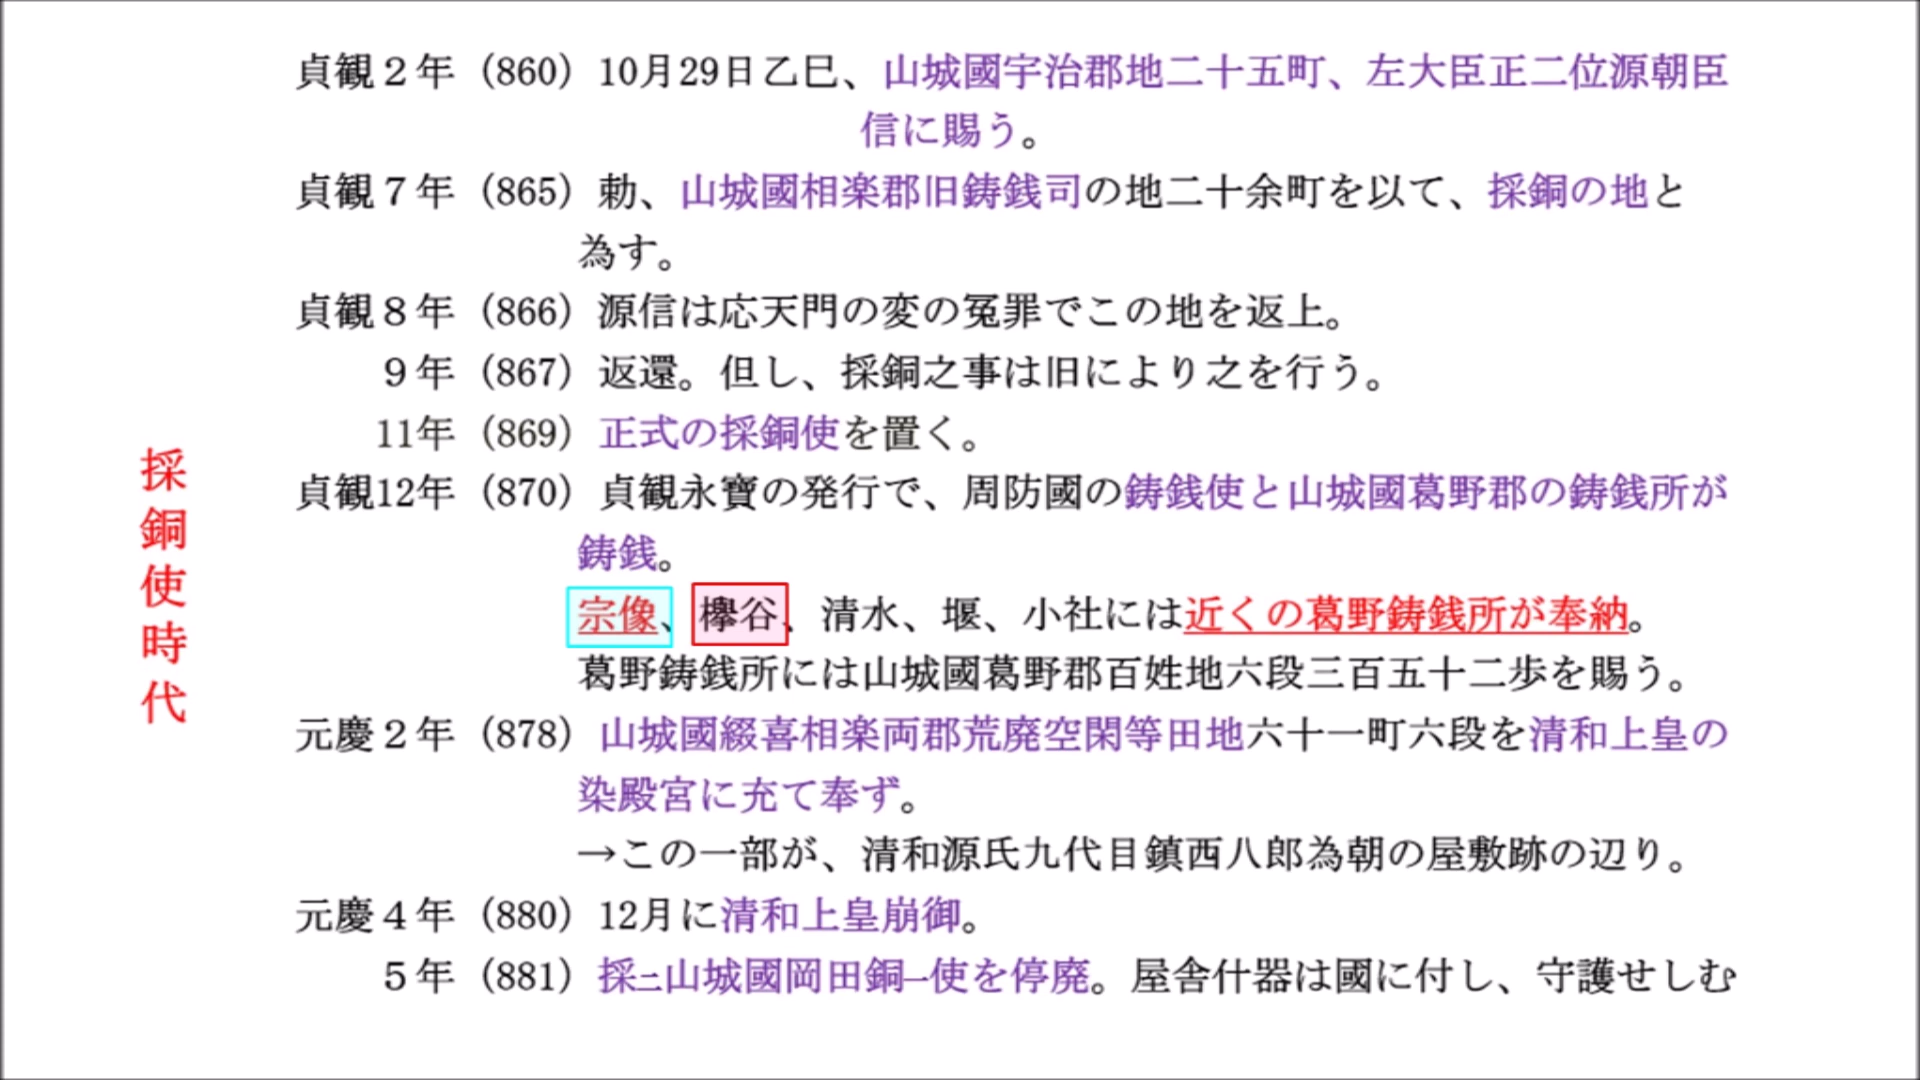 貞観２年（860）10月29日乙巳、山城國宇治郡地二十五町、左大臣正二位源朝臣
信に賜う。
貞観７年（865）勅、山城國相楽郡旧鋳銭司の地二十余町を以て、採銅の地と
為す。
貞観８年（866）源信は応天門の変の冤罪でこの地を返上。
９年（867）返還。但し、採銅之事は旧により之を行う。
11年（869）正式の採銅使を置く。
貞観12年（870）貞観永寶の発行で、周防國の鋳銭使と山城國葛野郡の鋳銭所が
鋳銭。
宗像、櫟谷、清水、堰、小社には近くの葛野鋳銭所が奉納。
葛野鋳銭所には山城國葛野郡百姓地六段三百五十二歩を賜う。
元慶２年（878）山城國綴喜相楽両郡荒廃空閑等田地六十一町六段を清和上皇の
染殿宮に充て奉ず。
→この一部が、清和源氏九代目鎮西八郎為朝の屋敷跡の辺り。
元慶４年（880）12月に清和上皇崩御。
５年（881）採二山城國岡田銅一使を停廃。屋舎什器は國に付し、守護せしむ
採銅使時代